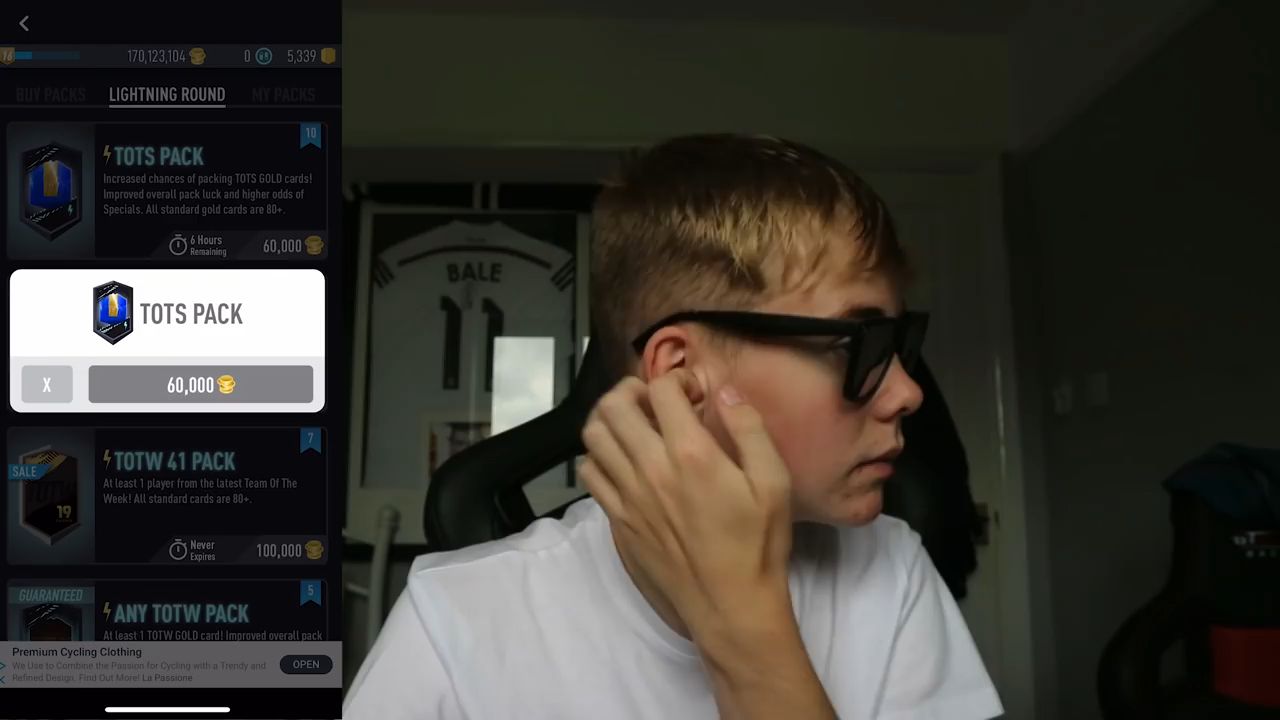 16 170,123,104 0 5,339
BUY PACKS LIGHTNING ROUND MY PACKS
10
TOTS PACK
Increased chances of packing TOTS GOLD cards!
Improved overall pack luck and higher odds of
Specials. All standard gold cards are 80+.
6 Hours
Remaining
60,000
TOTS PACK
X 60,000
7
SALE
TOTW 41 PACK
At least 1 player from the latest Team Of The
Week! All standard cards are 80+.
TOTW
19
Never
Expires
100,000
GUARANTEED
5
ANY TOTW PACK
At least 1 TOTW GOLD card! Improved overall pack
Premium Cycling Clothing
We Use to Combine the Passion for Cycling with a Trendy and
Refined Design. Find Out More! La Passione
OPEN
BALE
11